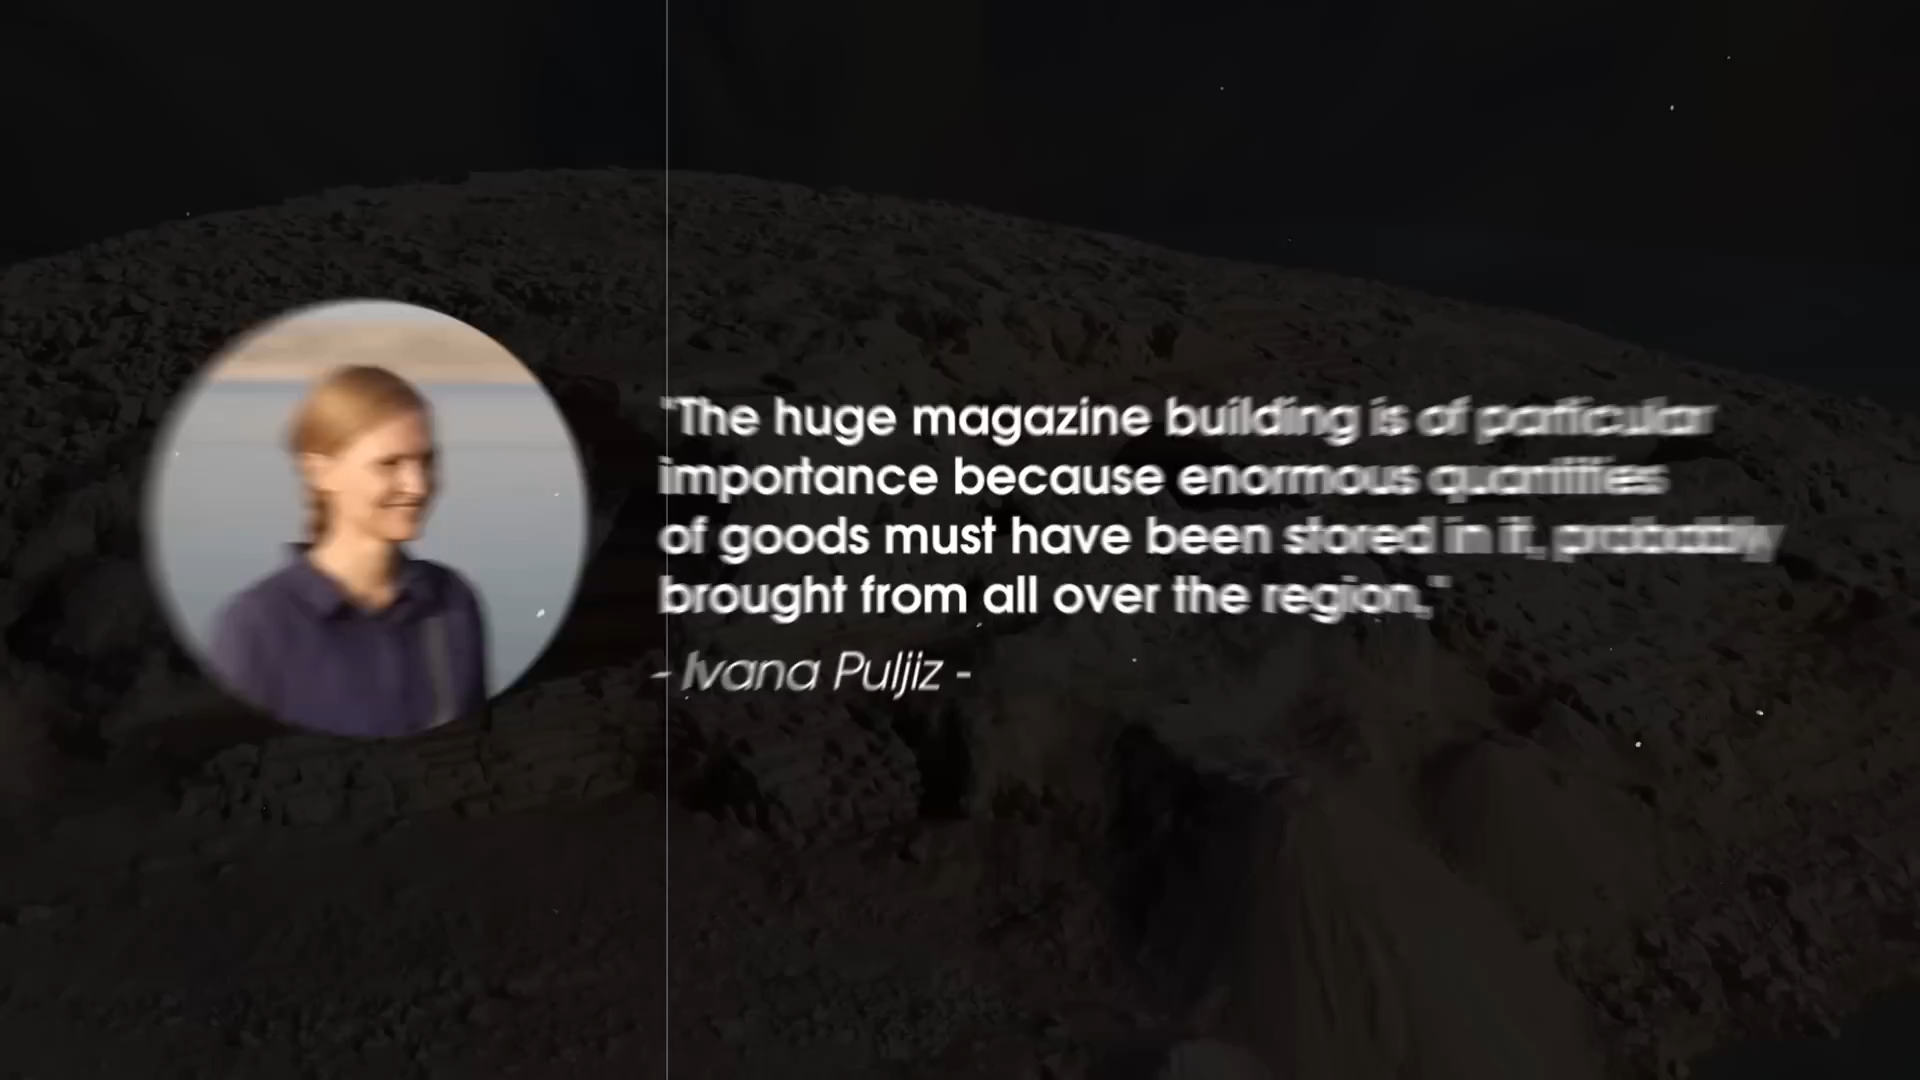 "The huge magazine building is of particular
importance because enormous quantities
of goods must have been stored in it, probably
brought from all over the region,"
- Ivana Puljiz -